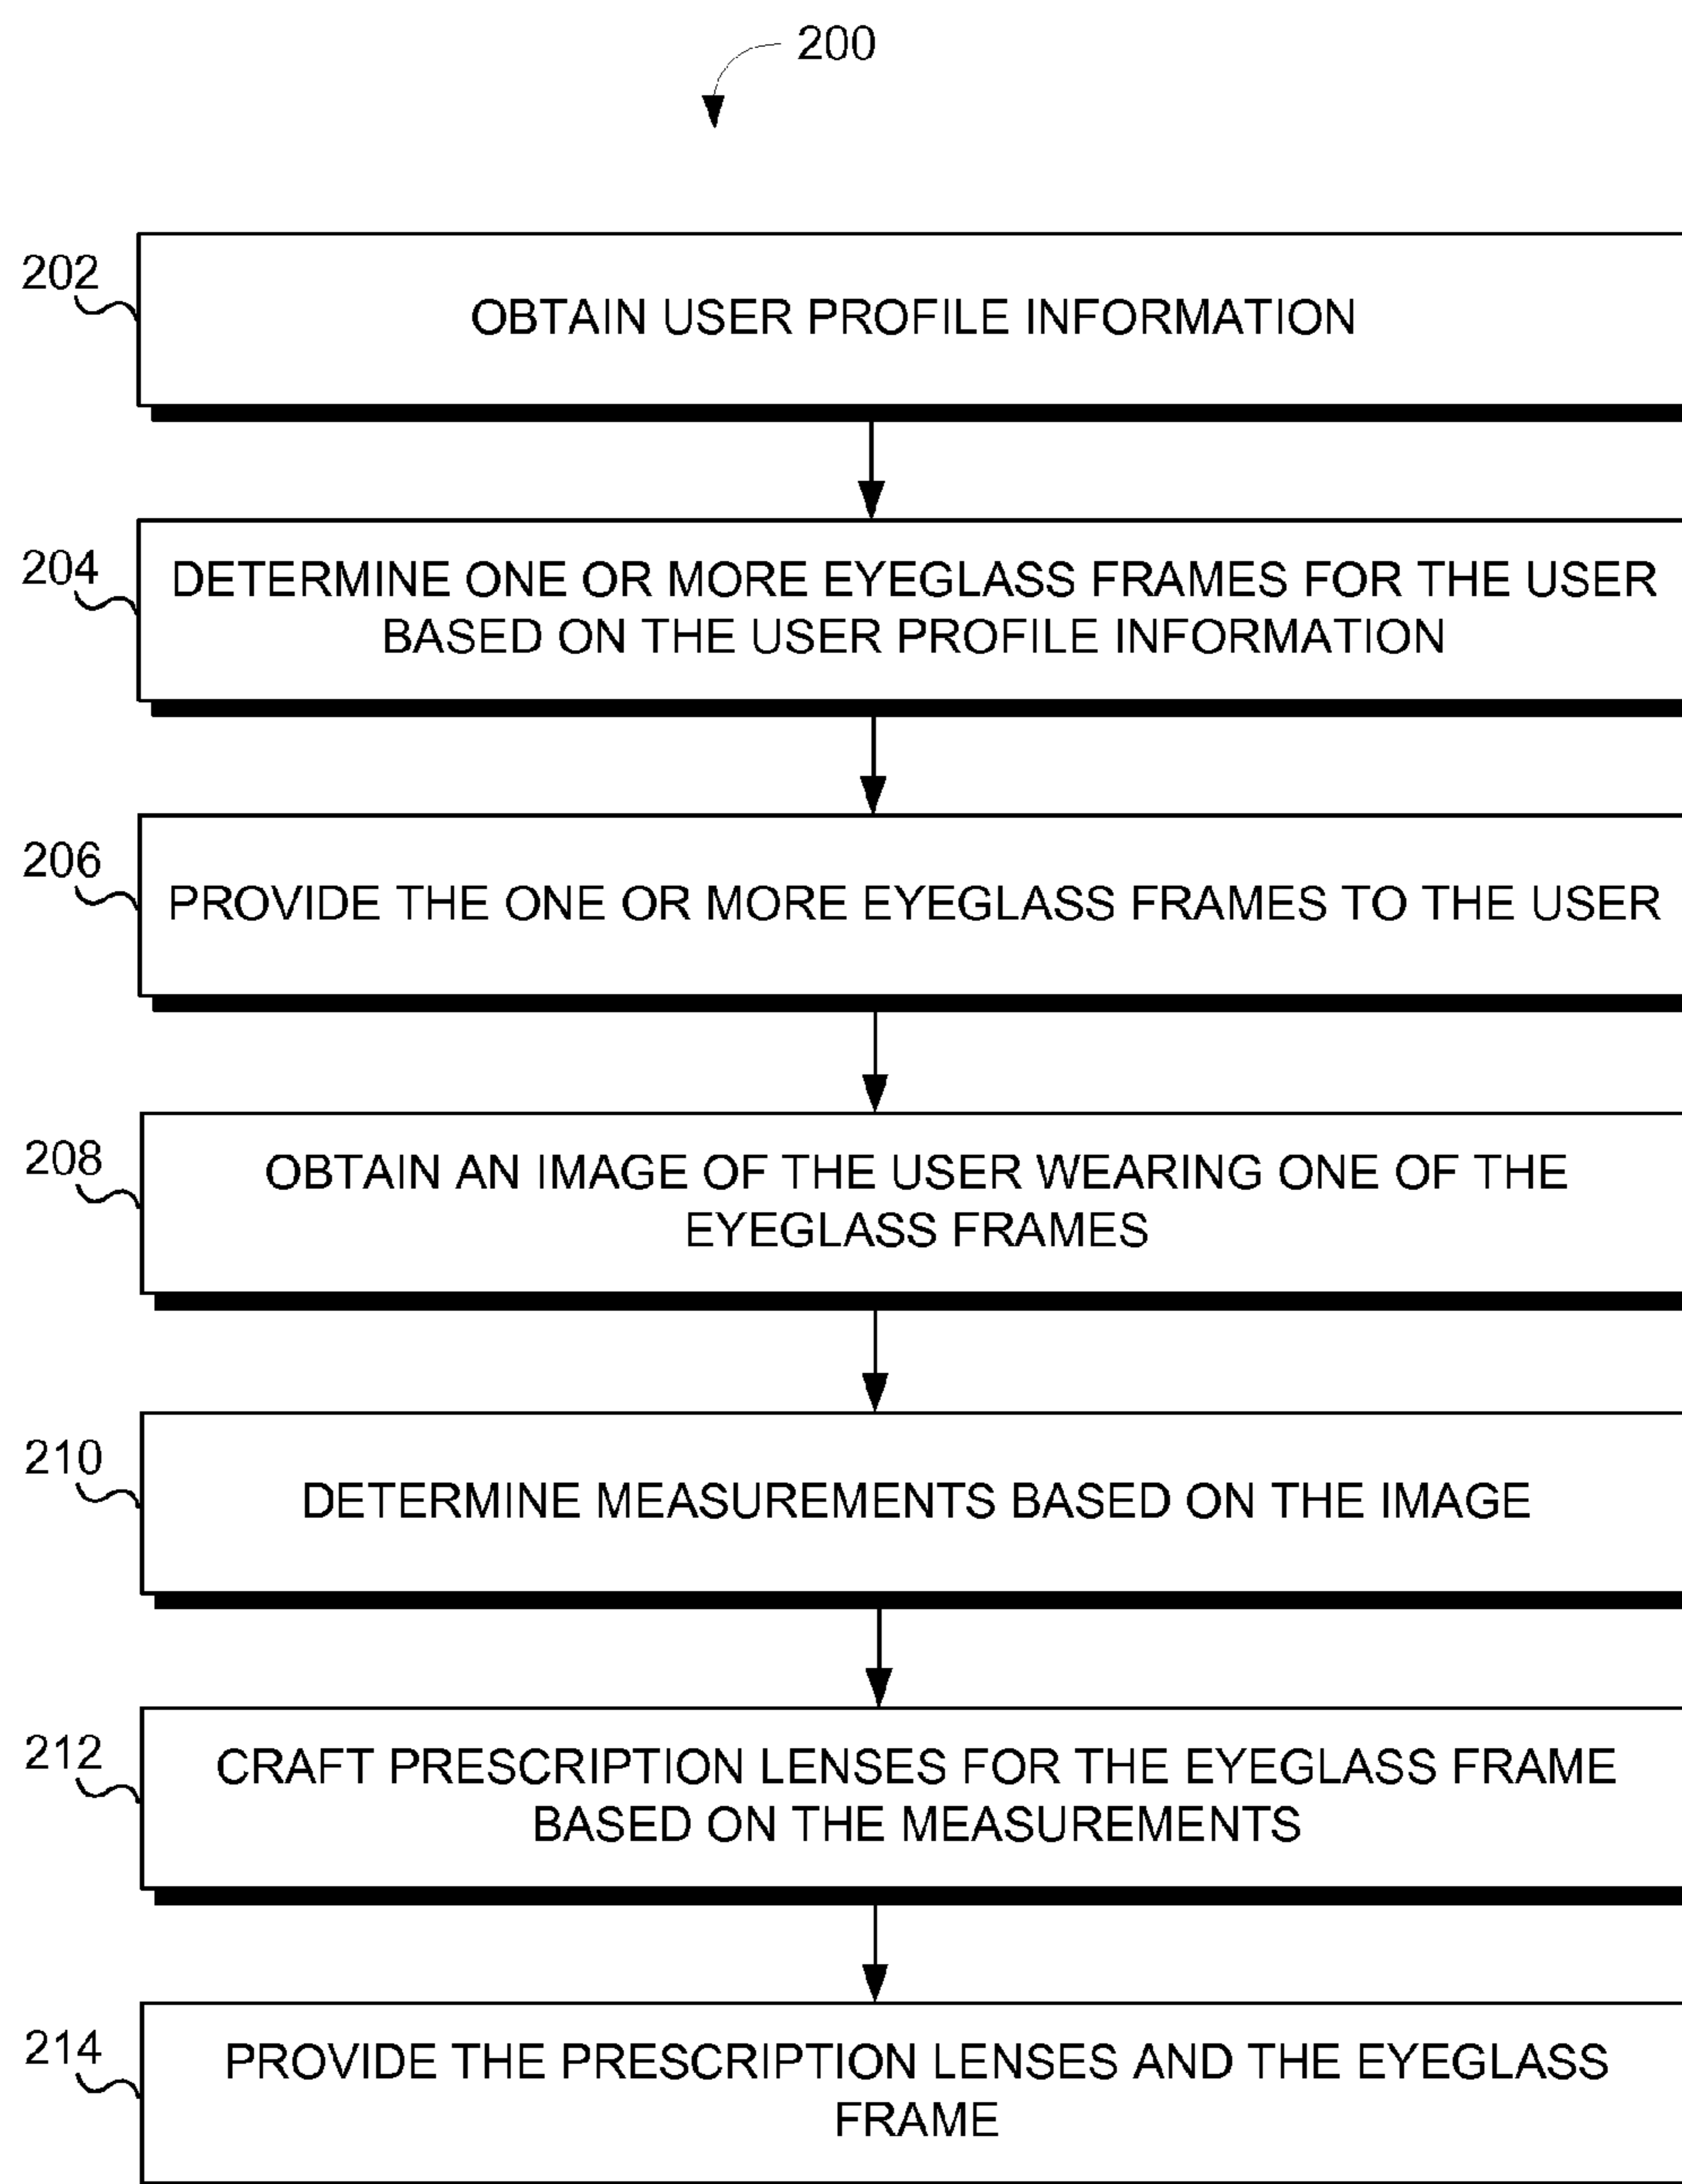 200
202
OBTAIN USER PROFILE INFORMATION
204
DETERMINE ONE OR MORE EYEGLASS FRAMES FOR THE USER
BASED ON THE USER PROFILE INFORMATION
206
PROVIDE THE ONE OR MORE EYEGLASS FRAMES TO THE USER
208
OBTAIN AN IMAGE OF THE USER WEARING ONE OF THE
EYEGLASS FRAMES
210
DETERMINE MEASUREMENTS BASED ON THE IMAGE
212
CRAFT PRESCRIPTION LENSES FOR THE EYEGLASS FRAME
BASED ON THE MEASUREMENTS
214
PROVIDE THE PRESCRIPTION LENSES AND THE EYEGLASS
FRAME